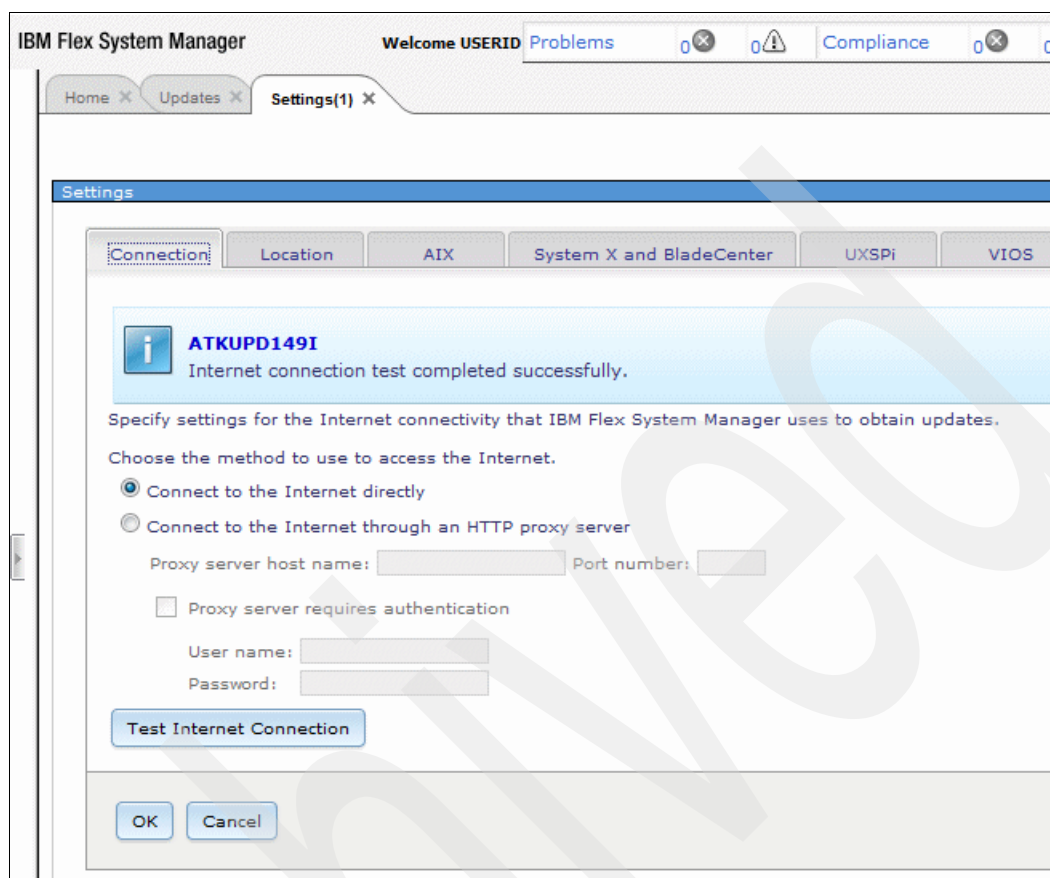 IBM Flex System Manager Welcome USERID Problems 0 0 Compliance 0
Home Updates Settings(1)
Settings
Connection Location AIX System X and BladeCenter UXSPi VIOS
ATKUPD149I
Internet connection test completed successfully.
Specify settings for the Internet connectivity that IBM Flex System Manager uses to obtain updates.
Choose the method to use to access the Internet.
Connect to the Internet directly
Connect to the Internet through an HTTP proxy server
Proxy server host name: Port number:
Proxy server requires authentication
User name:
Password:
Test Internet Connection
OK Cancel